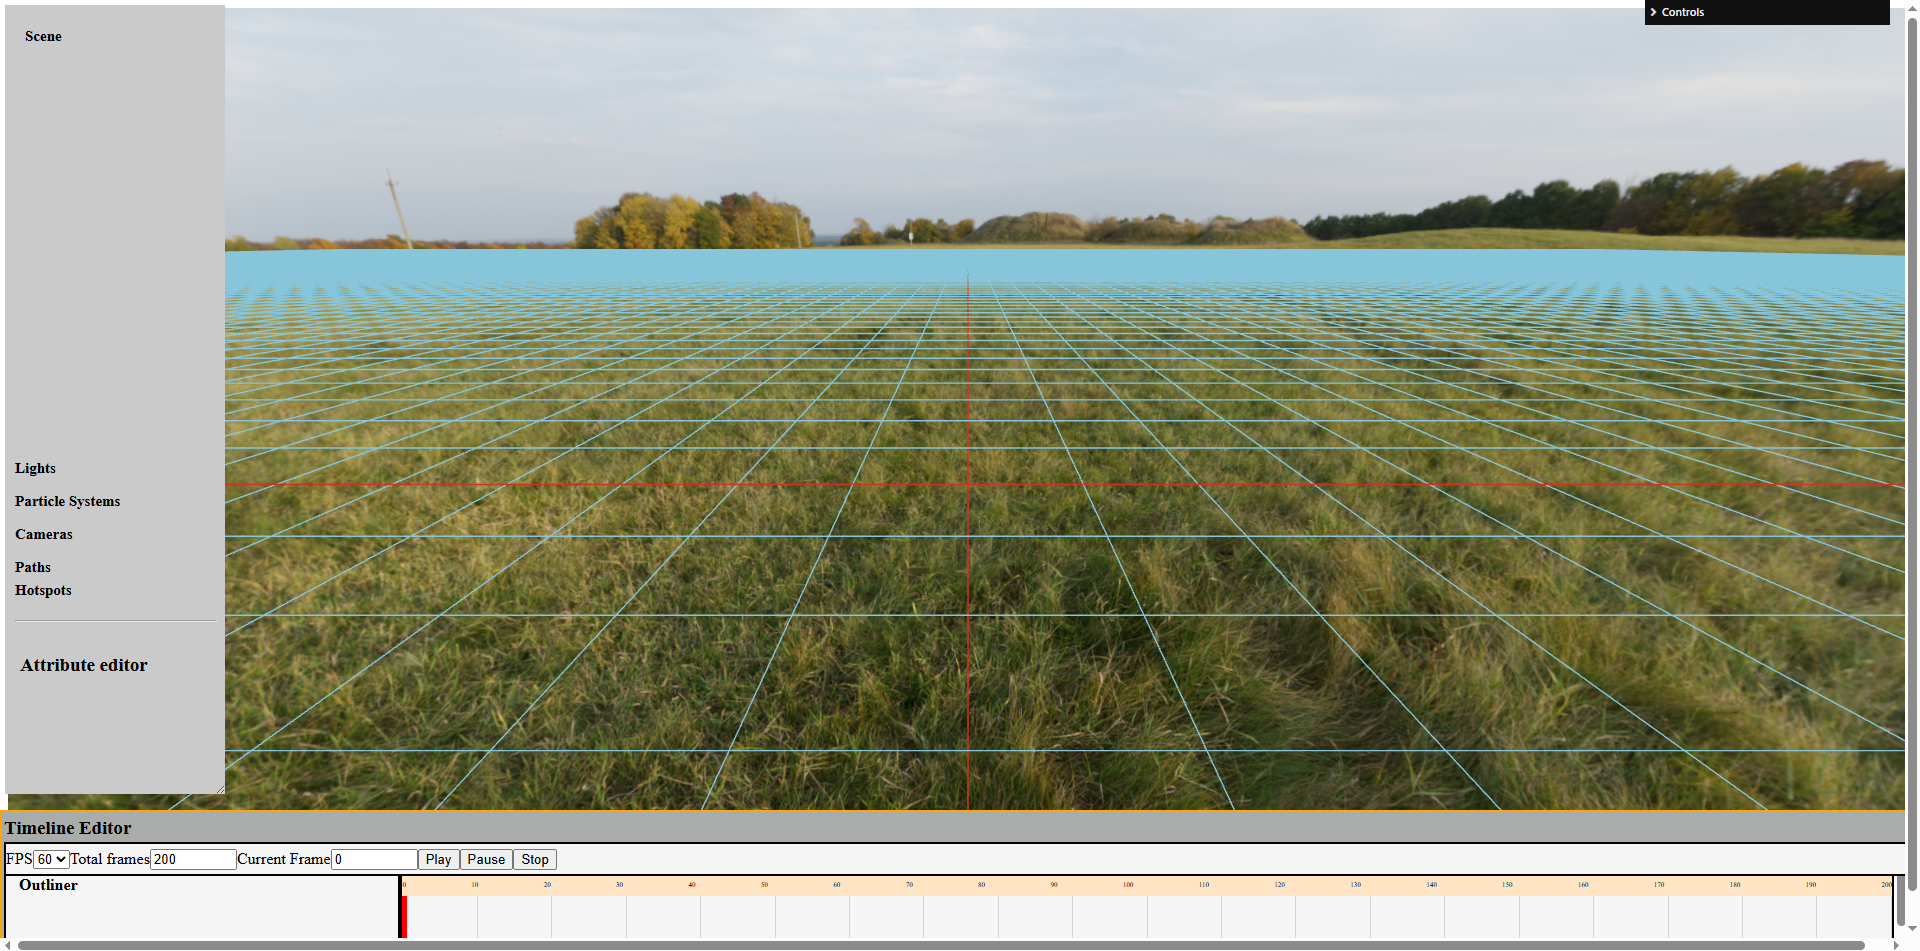 Controls
Scene
Lights
Particle Systems
Cameras
Paths
Hotspots
Attribute editor
Timeline Editor
FPS 60 Total frames 200 Current Frame 0 Play Pause Stop
Outliner
0 10 20 30 40 50 60 70 80 90 100 110 120 130 140 150 160 170 180 190 200